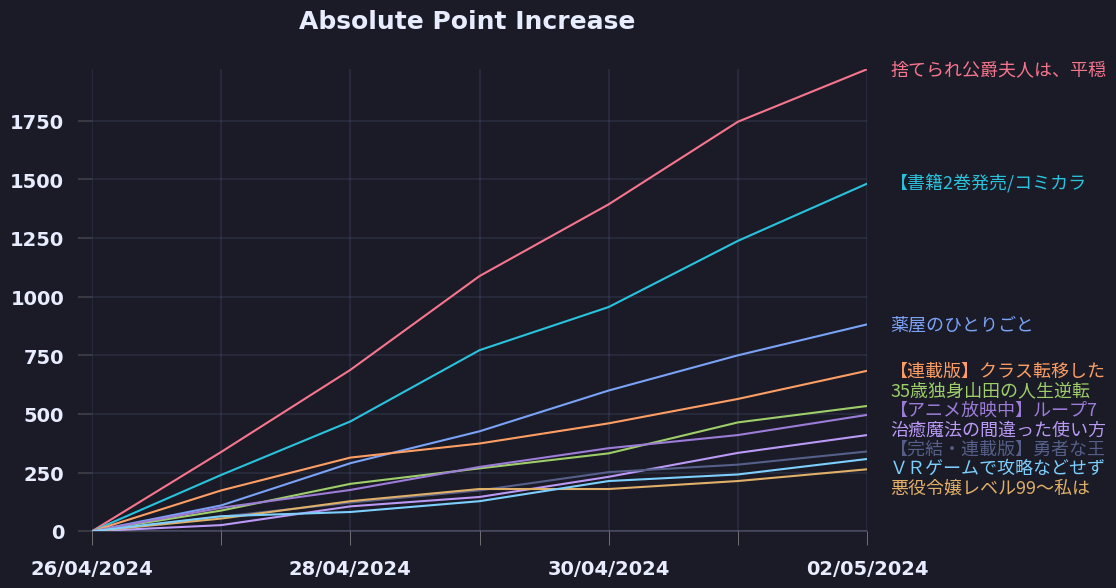 Absolute Point Increase
捨てられ公爵夫人は、平穏
1750
【書籍2巻発売/コミカラ
1500
1250
1000
薬屋のひとりごと
750
【連載版】クラス転移した
35歳独身山田の人生逆転
【アニメ放映中】ループ7
500
治癒魔法の間違った使い方
【完結・連載版】勇者な王
ＶＲゲームで攻略などせず
250
悪役令嬢レベル99～私は
0
26/04/2024 28/04/2024 30/04/2024 02/05/2024